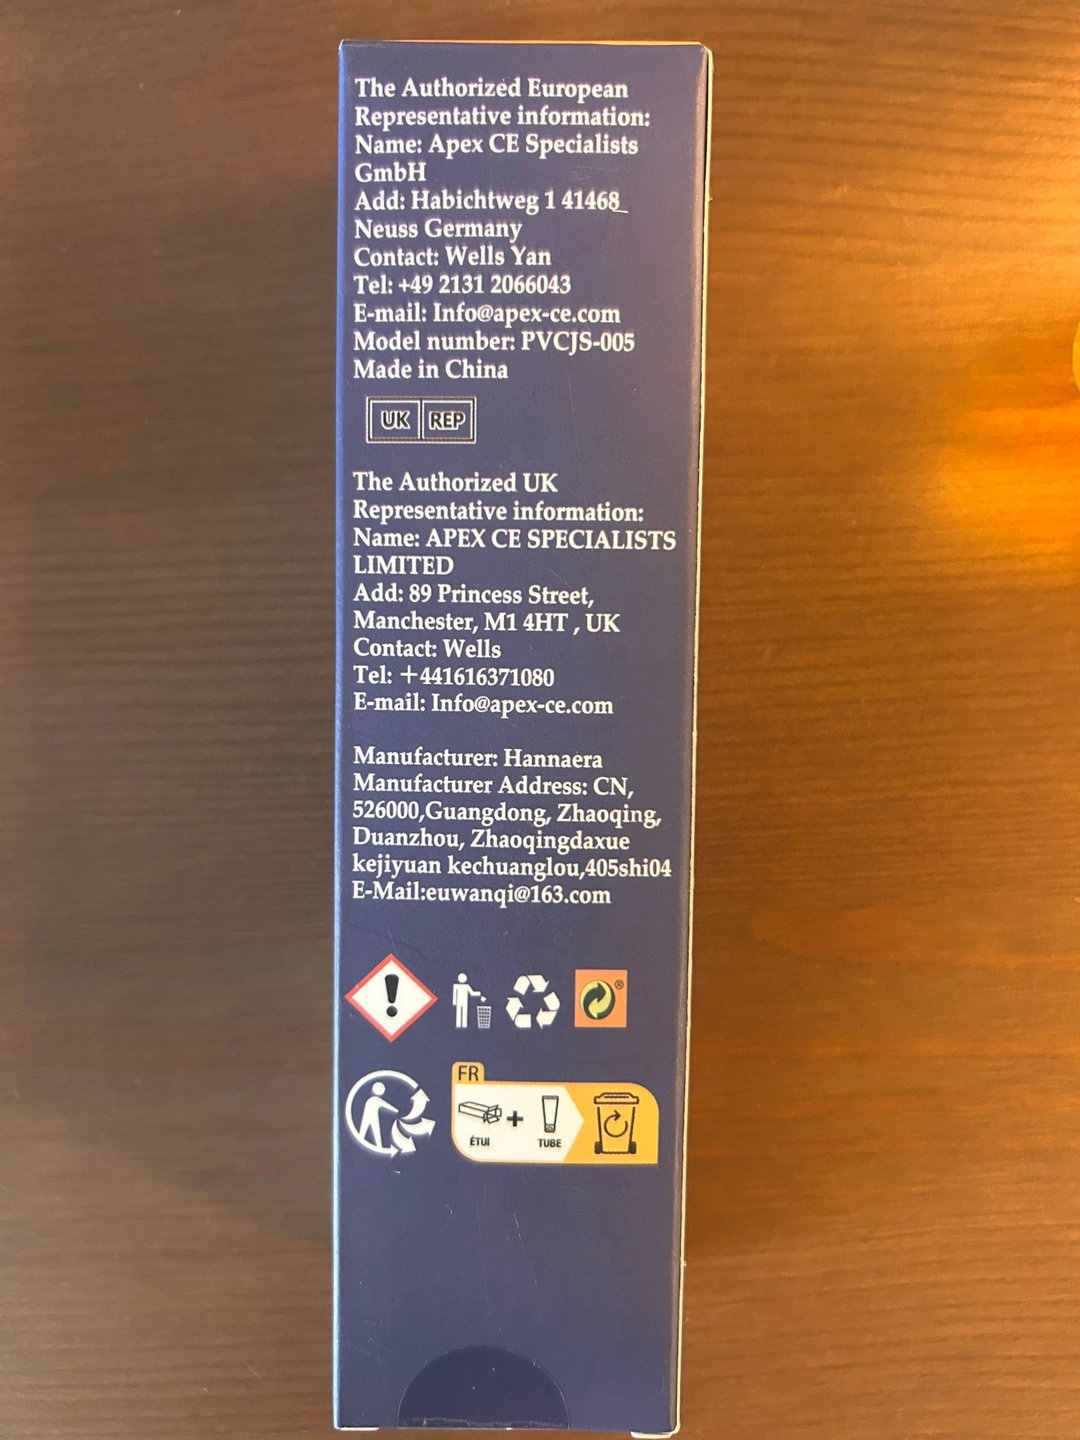 The Authorized European
Representative information:
Name: Apex CE Specialists
GmbH
Add: Habichtweg 1 41468_
Neuss Germany
Contact: Wells Yan
Tel: +49 2131 2066043
E-mail: Info@apex-ce.com
Model number: PVCJS-005
Made in China
UK REP
The Authorized UK
Representative information:
Name: APEX CE SPECIALISTS
LIMITED
Add: 89 Princess Street,
Manchester, M1 4HT , UK
Contact: Wells
Tel: +441616371080
E-mail: Info@apex-ce.com
Manufacturer: Hannaera
Manufacturer Address: CN,
526000,Guangdong, Zhaoqing,
Duanzhou, Zhaoqingdaxue
kejiyuan kechuanglou,405shi04
E-Mail:euwanqi@163.com
®
FR
ÉTUI + TUBE